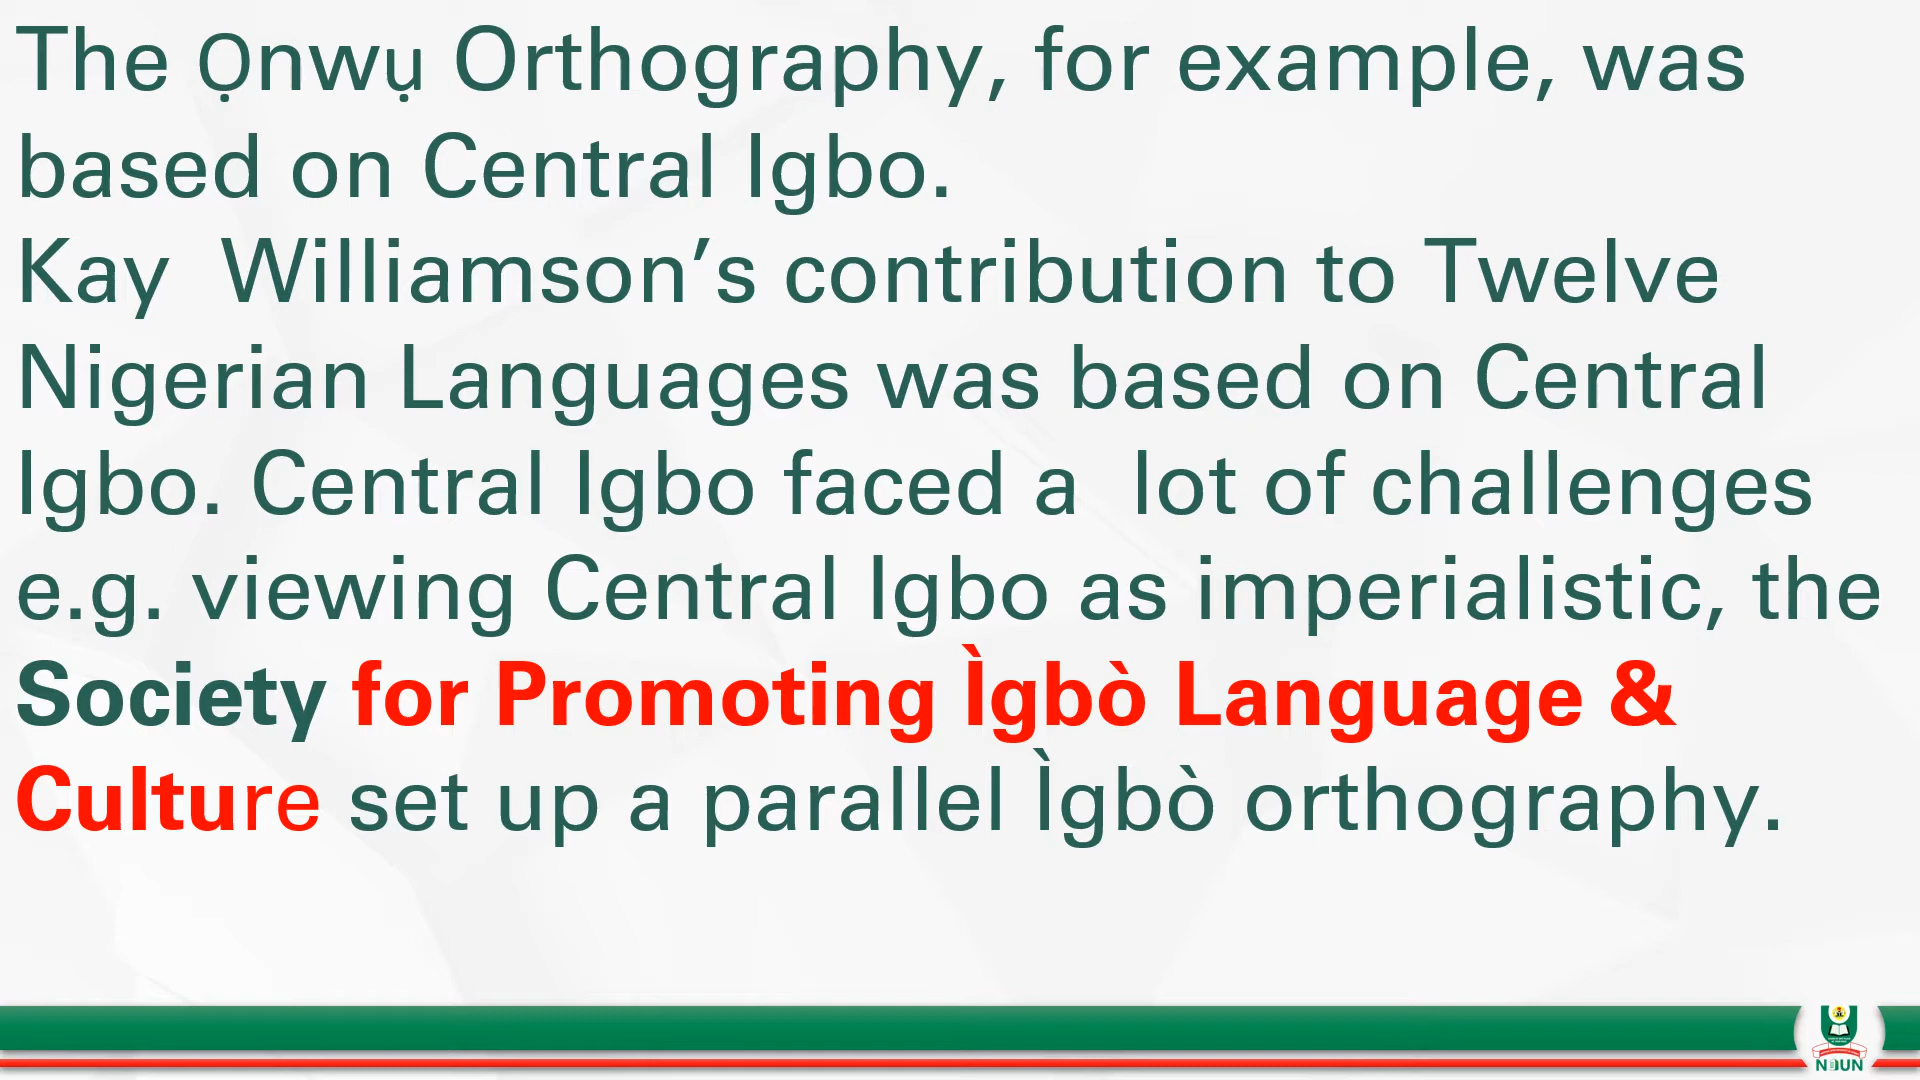 The Ọnwụ Orthography, for example, was
based on Central Igbo.
Kay  Williamson’s contribution to Twelve
Nigerian Languages was based on Central
Igbo. Central Igbo faced a  lot of challenges
e.g. viewing Central Igbo as imperialistic, the
Society for Promoting Ìgbò Language &
Culture set up a parallel Ìgbò orthography.
NOUN